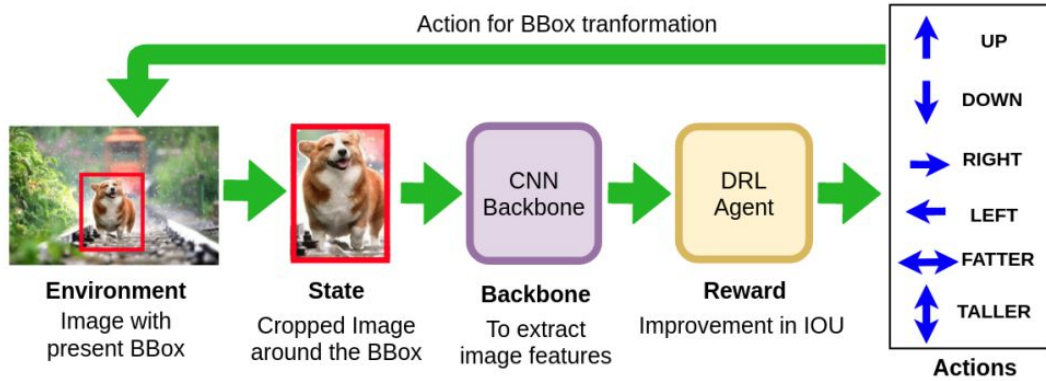 Action for BBox tranformation
UP
DOWN
RIGHT
LEFT
FATTER
TALLER
Actions
CNN
Backbone
DRL
Agent
Environment
Image with
present BBox
State
Cropped Image
around the BBox
Backbone
To extract
image features
Reward
Improvement in IOU